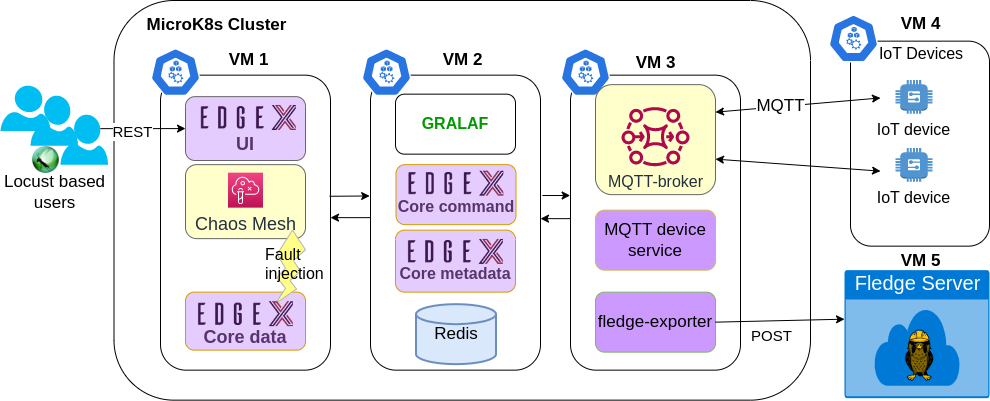 MicroK8s Cluster
VM 1
VM 2
VM 3
VM 4
Locust based
users
REST
EDGE X
UI
Chaos Mesh
Fault
injection
EDGE X
Core data
GRALAF
EDGE X
Core command
EDGE X
Core metadata
Redis
MQTT-broker
MQTT device
service
fledge-exporter
MQTT
POST
IoT Devices
IoT device
IoT device
VM 5
Fledge Server